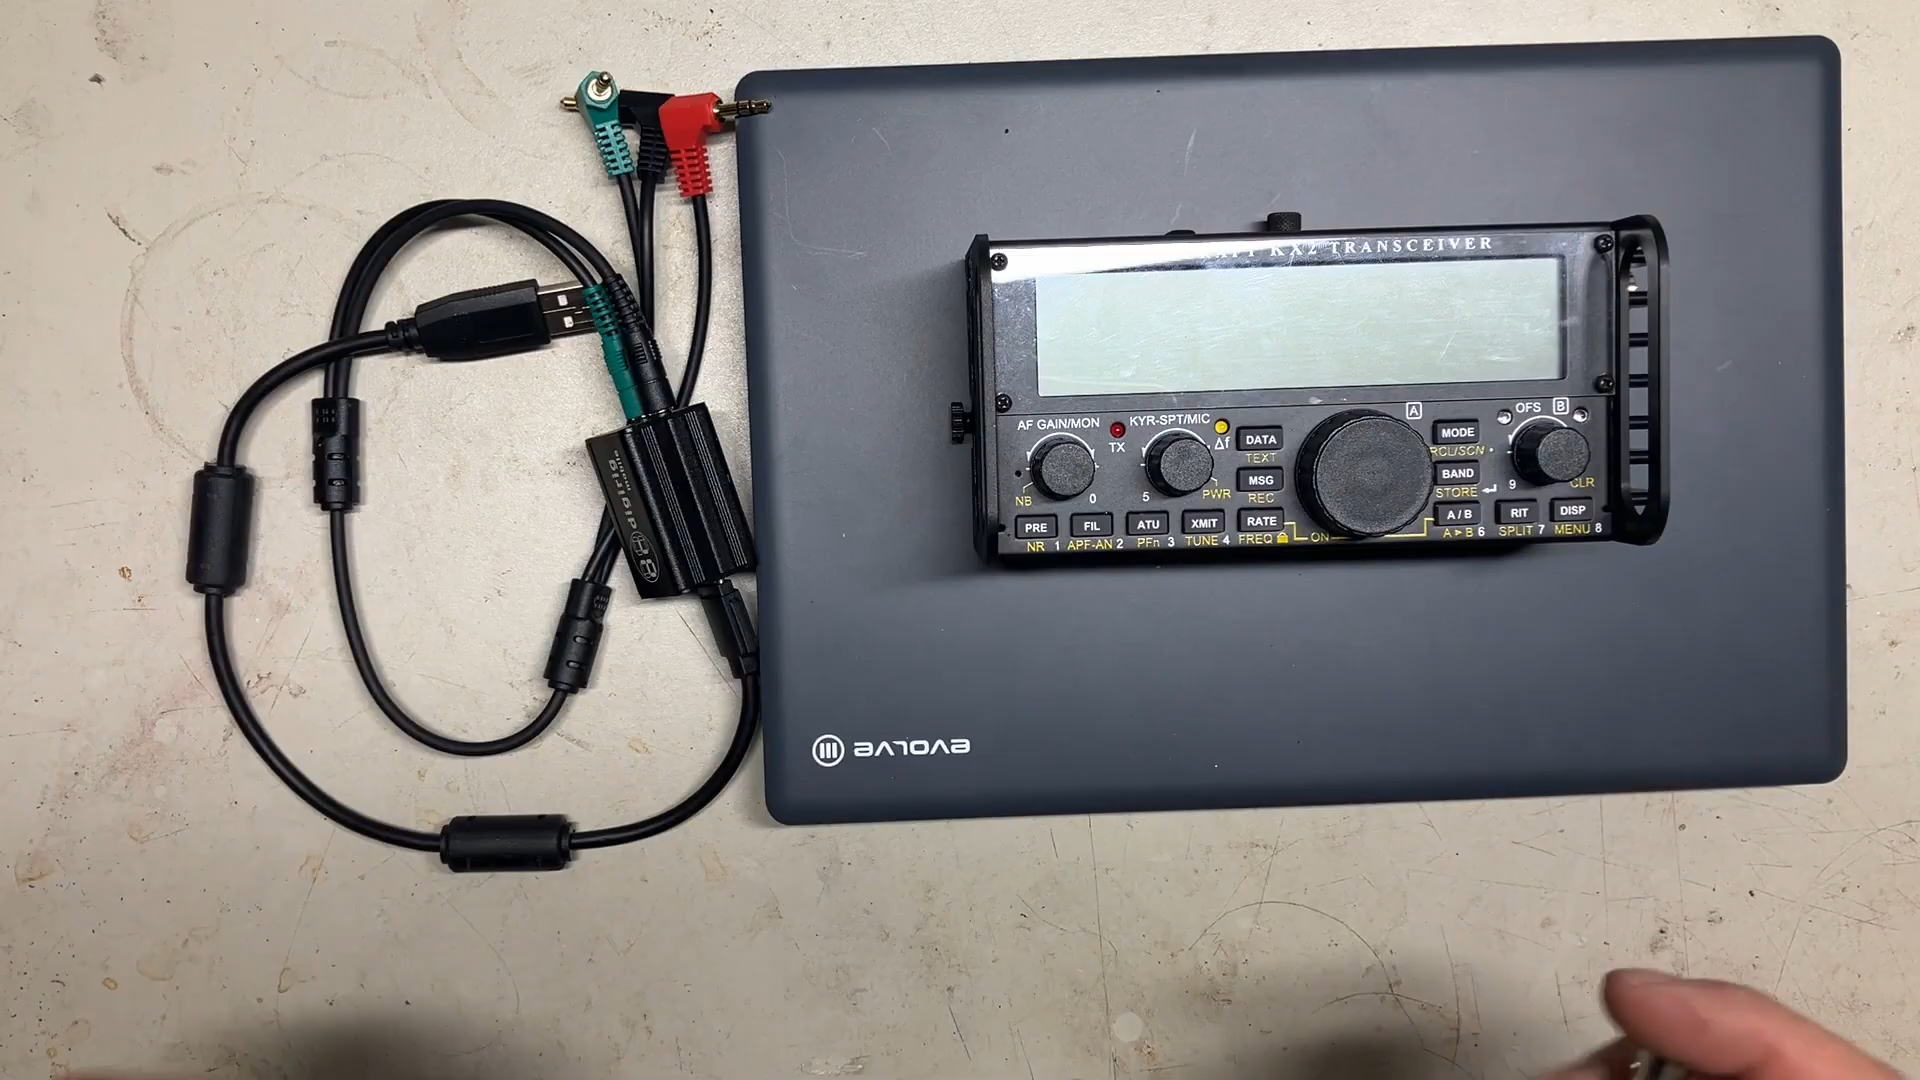 KX2 TRANSCEIVER
AF GAIN/MON
TX
KYR-SPT/MIC
Δf
NB
0
5
PWR
DATA
TEXT
MSG
REC
RATE
FREQ
ON
PRE
NR 1
FIL
APF-AN 2
ATU
PFn 3
XMIT
TUNE 4
A
MODE
RCL/SCN
BAND
STORE
A / B
A ▸ B 6
OFS
B
9
CLR
RIT
SPLIT 7
DISP
MENU 8
digirig
mobile
evolve